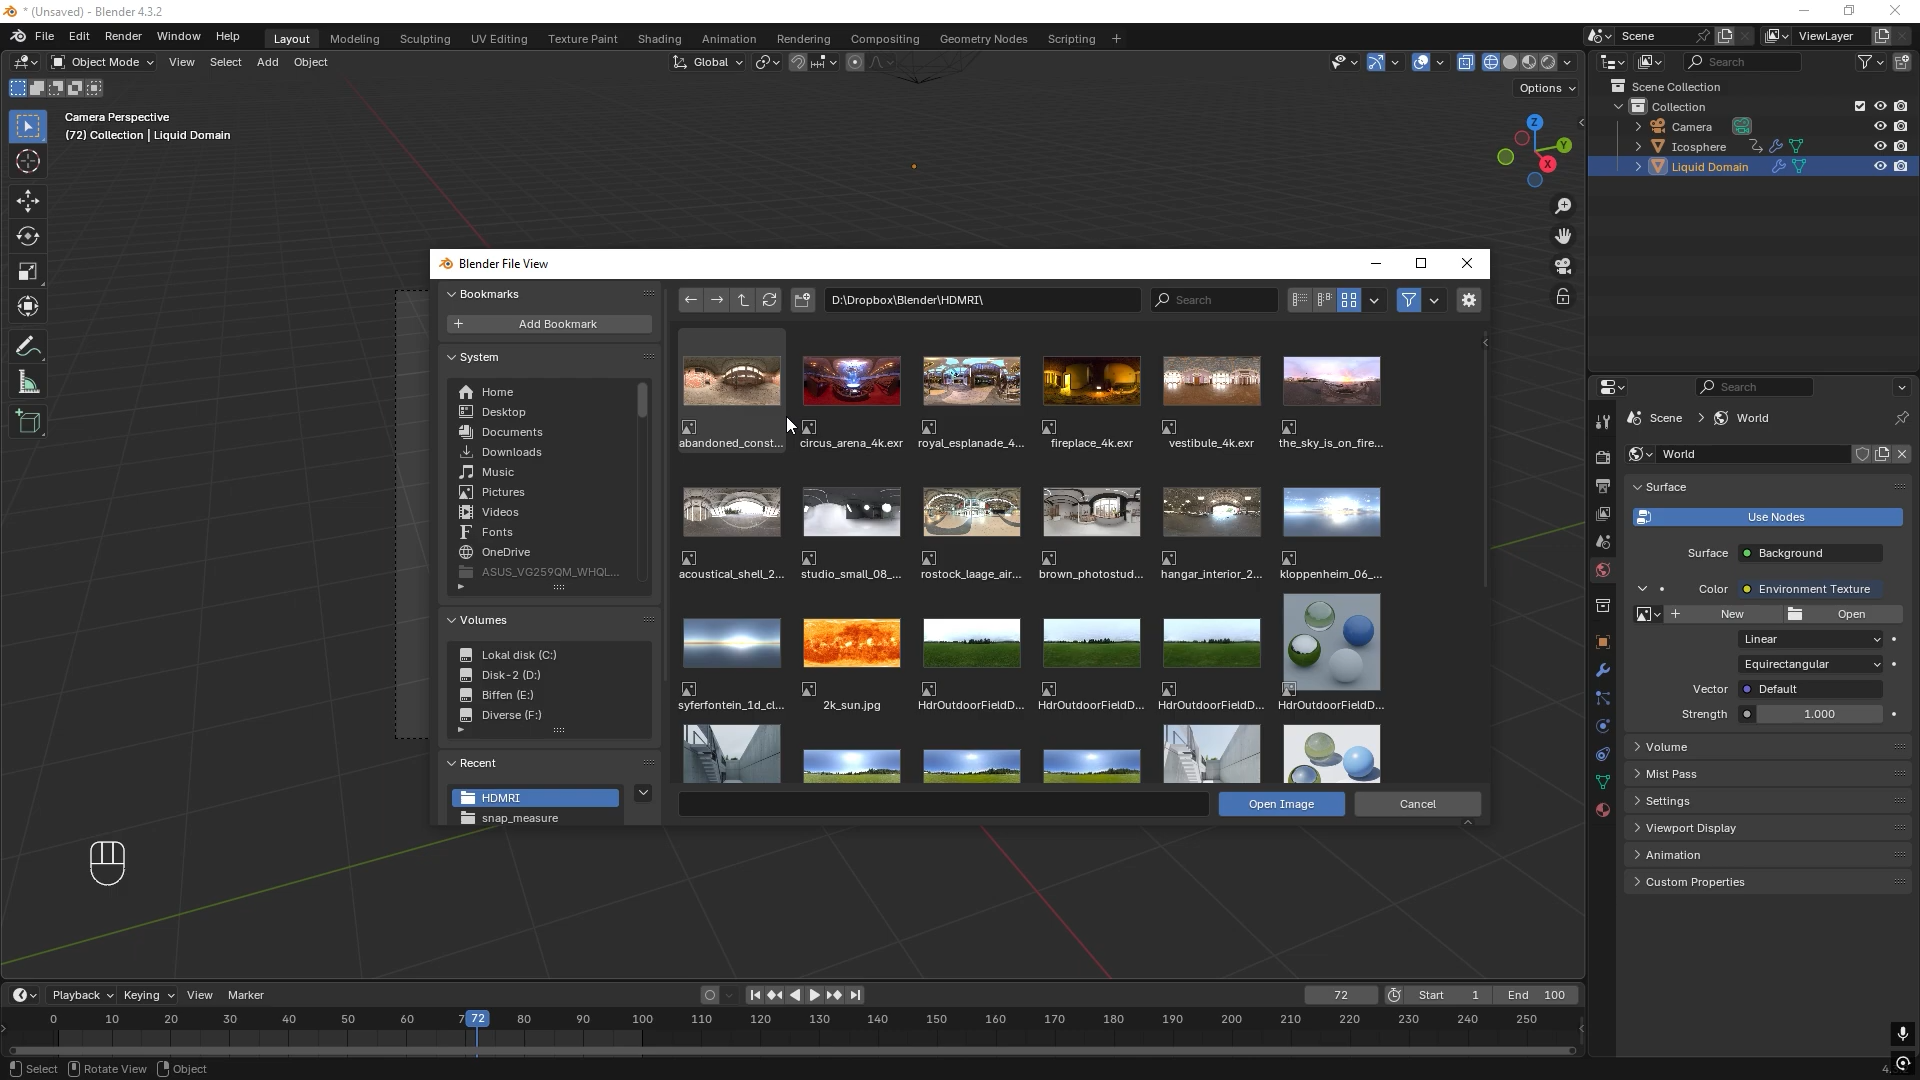 * (Unsaved) - Blender 4.3.2
File Edit Render Window Help Layout Modeling Sculpting UV Editing Texture Paint Shading Animation Rendering Compositing Geometry Nodes Scripting + Scene ViewLayer
Object Mode View Select Add Object Global Search
Options
Scene Collection
Collection
Camera
Icosphere
Liquid Domain
Camera Perspective
(72) Collection | Liquid Domain
Z
Y
X
Blender File View
Bookmarks
Add Bookmark
System
Home
Desktop
Documents
Downloads
Music
Pictures
Videos
Fonts
OneDrive
ASUS_VG259QM_WHQL...
Volumes
Lokal disk (C:)
Disk-2 (D:)
Biffen (E:)
Diverse (F:)
Recent
HDMRI
snap_measure
D:\Dropbox\Blender\HDMRI\ Search
abandoned_const... circus_arena_4k.exr royal_esplanade_4... fireplace_4k.exr vestibule_4k.exr the_sky_is_on_fire...
acoustical_shell_2... studio_small_08_... rostock_laage_air... brown_photostud... hangar_interior_2... kloppenheim_06_...
syferfontein_1d_cl... 2k_sun.jpg HdrOutdoorFieldD... HdrOutdoorFieldD... HdrOutdoorFieldD... HdrOutdoorFieldD...
Open Image Cancel
Search
Scene World
World
Surface
Use Nodes
Surface Background
Color Environment Texture
New Open
Linear
Equirectangular
Vector Default
Strength 1.000
Volume
Mist Pass
Settings
Viewport Display
Animation
Custom Properties
Playback Keying View Marker 72 Start 1 End 100
0 10 20 30 40 50 60 7 72 80 90 100 110 120 130 140 150 160 170 180 190 200 210 220 230 240 250
Select Rotate View Object